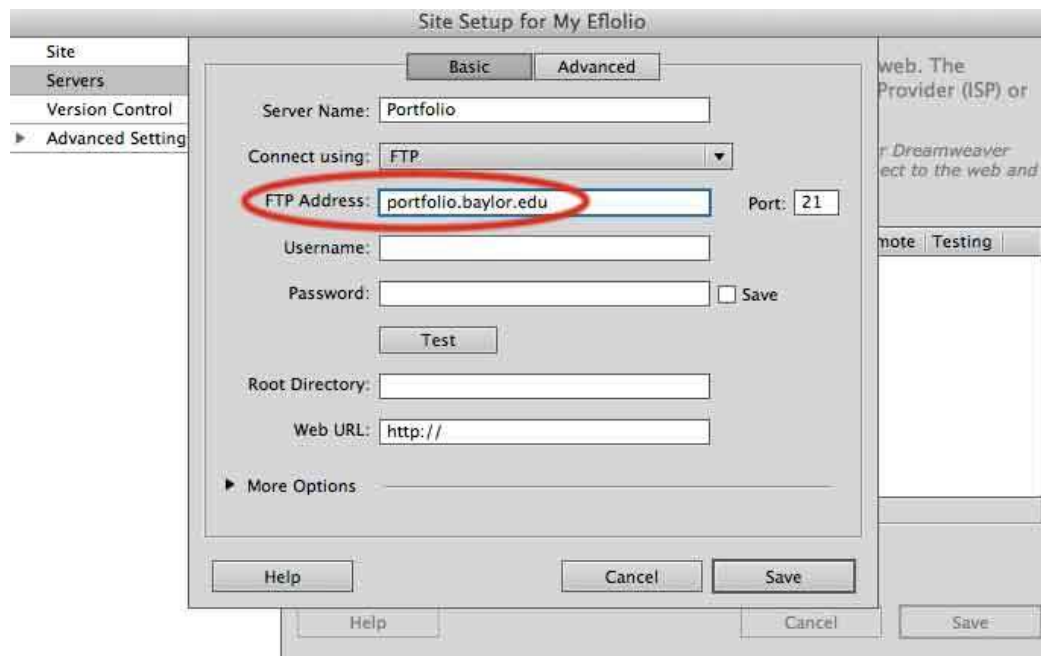 Site Setup for My Eflolio
Site
Servers
Version Control
Advanced Setting
Basic
Advanced
Server Name: Portfolio
Connect using: FTP
FTP Address: portfolio.baylor.edu
Port: 21
Username:
Password:
Save
Test
Root Directory:
Web URL: http://
More Options
Help
Cancel
Save
web. The
Provider (ISP) or
r Dreamweaver
ect to the web and
mote
Testing
Help
Cancel
Save